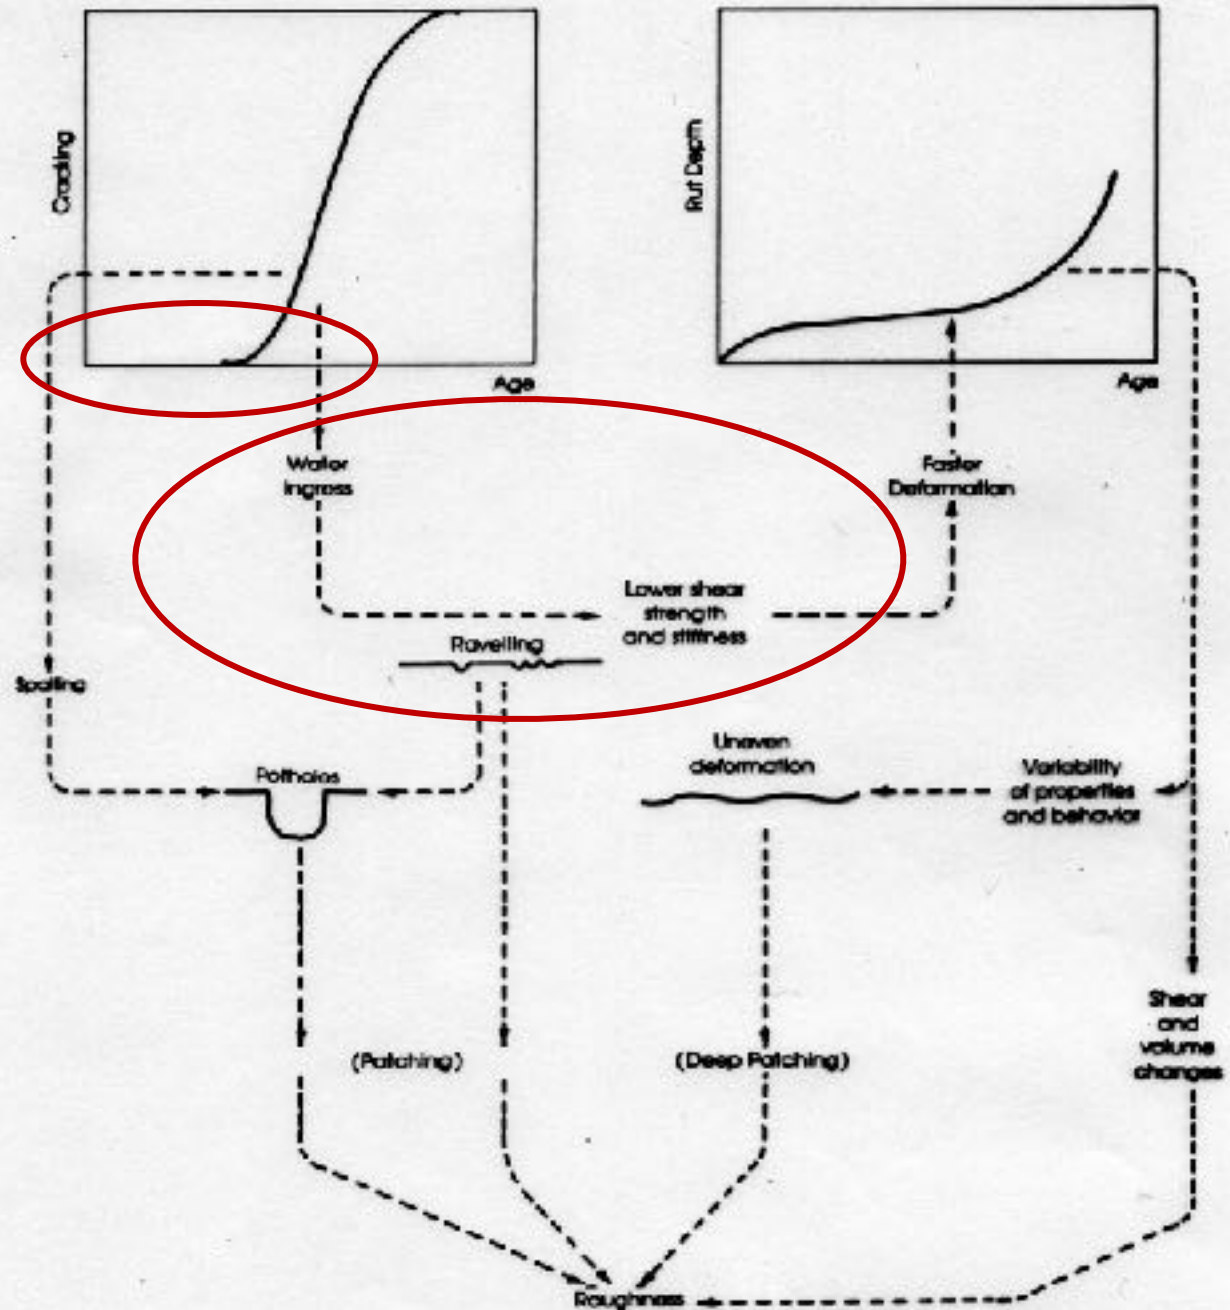 Cracking
Age
Rut Depth
Age
Water
Ingress
Faster
Deformation
Lower shear
strength
and stiffness
Ravelling
Spalling
Potholes
Uneven
deformation
Variability
of properties
and behavior
(Patching)
(Deep Patching)
Shear
and
volume
changes
Roughness